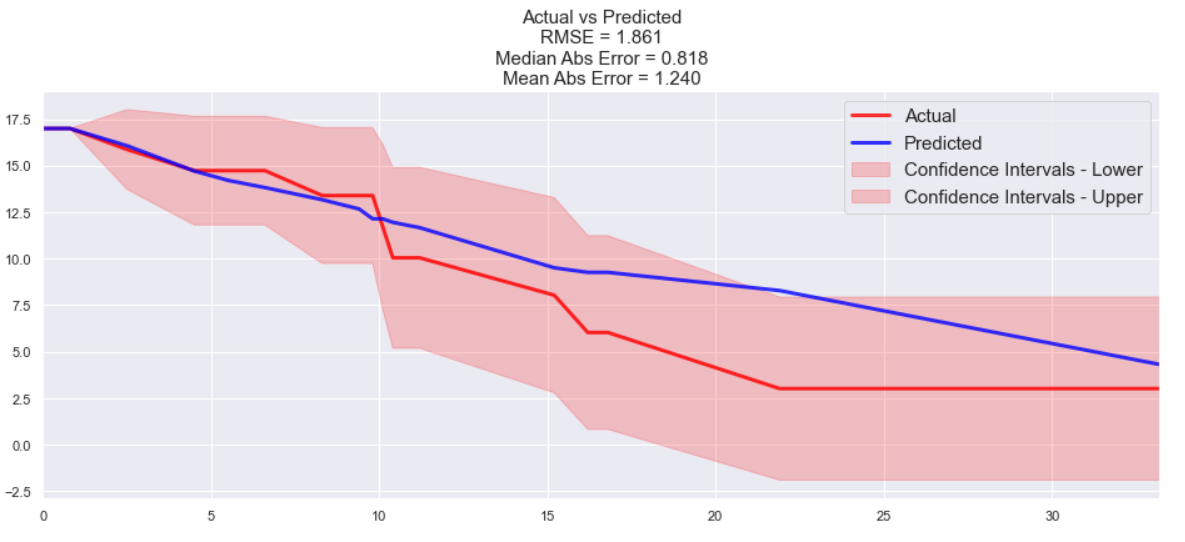 Actual vs Predicted
RMSE = 1.861
Median Abs Error = 0.818
Mean Abs Error = 1.240
Actual
Predicted
Confidence Intervals - Lower
Confidence Intervals - Upper
17.5
15.0
12.5
10.0
7.5
5.0
2.5
0.0
−2.5
0 5 10 15 20 25 30